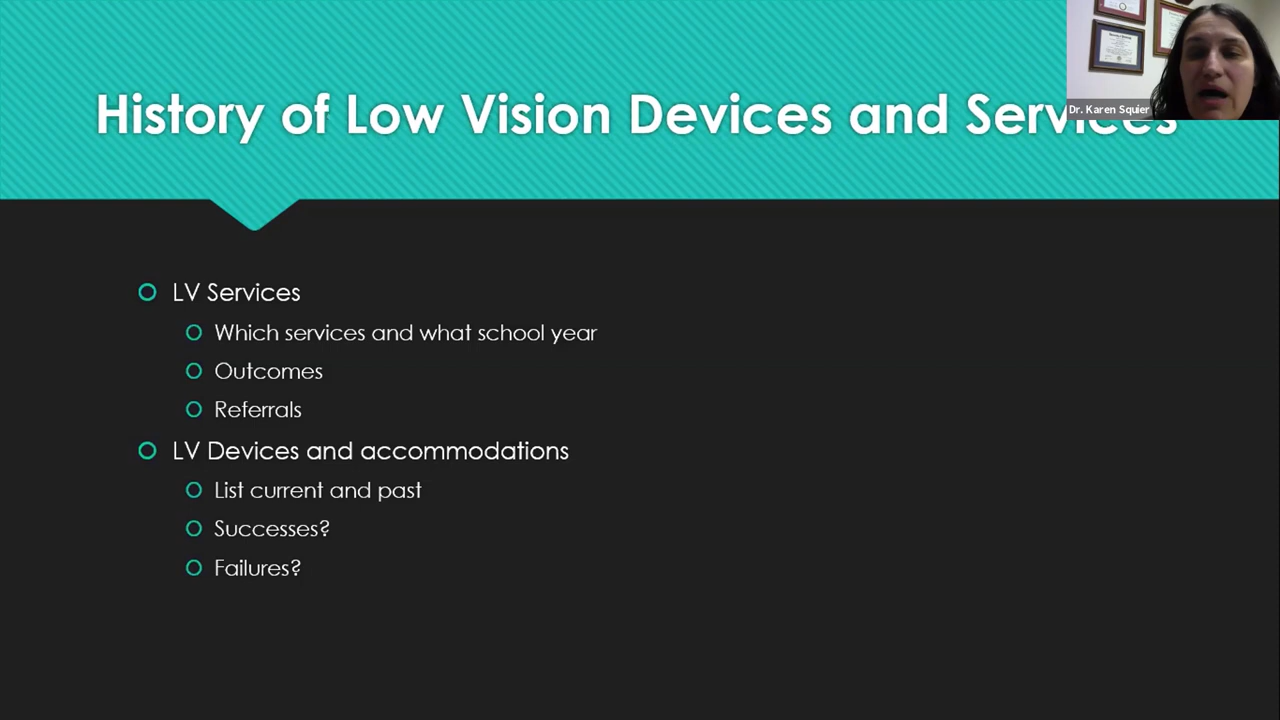 History of Low Vision Devices and Services
Dr. Karen Squier
LV Services
Which services and what school year
Outcomes
Referrals
LV Devices and accommodations
List current and past
Successes?
Failures?